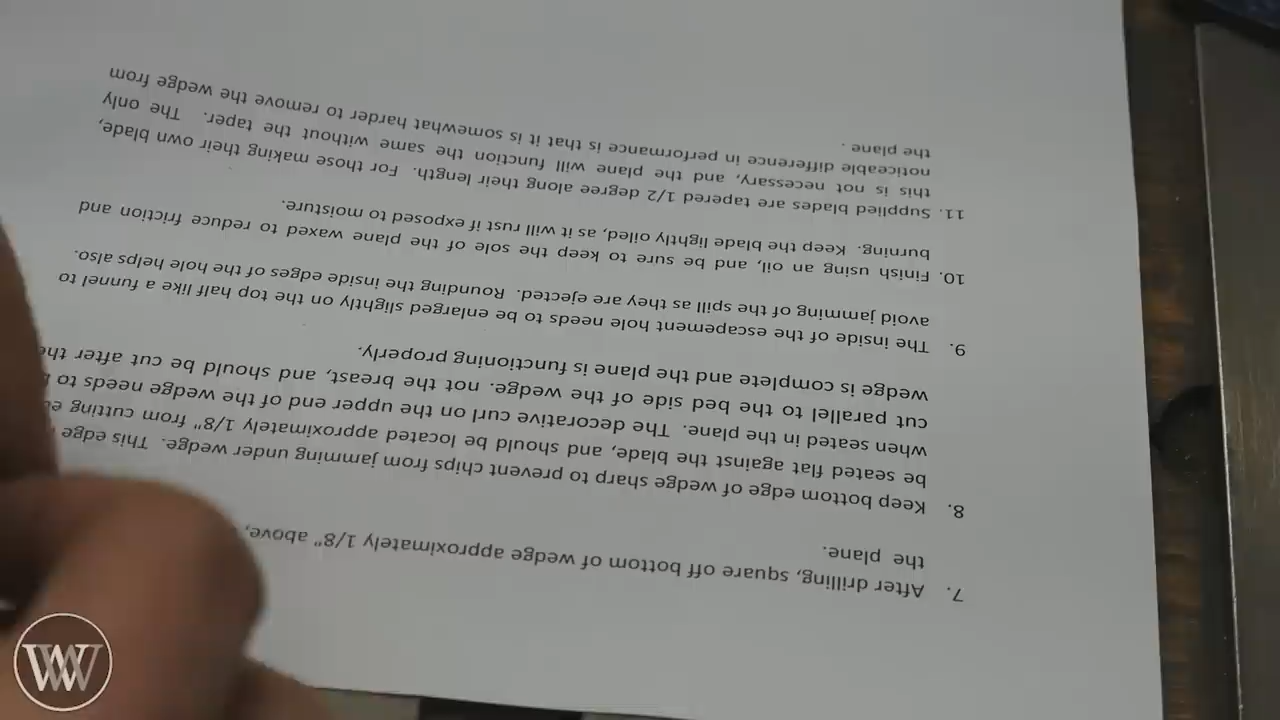 7. After drilling, square off bottom of wedge approximately 1/8" above,
the plane.
8. Keep bottom edge of wedge sharp to prevent chips from jamming under wedge. This edge
be seated flat against the blade, and should be located approximately 1/8" from cutting
when seated in the plane. The decorative curl on the upper end of the wedge needs to
cut parallel to the bed side of the wedge. not the breast, and should be cut after the
wedge is complete and the plane is functioning properly.
9. The inside of the escapement hole needs to be enlarged slightly on the top half like a funnel to
avoid jamming of the spill as they are ejected. Rounding the inside edges of the hole helps also.
10. Finish using an oil, and be sure to keep the sole of the plane waxed to reduce friction and
burning. Keep the blade lightly oiled, as it will rust if exposed to moisture.
11. Supplied blades are tapered 1/2 degree along their length. For those making their own blade,
this is not necessary, and the plane will function the same without the taper. The only
noticeable difference in performance is that it is somewhat harder to remove the wedge from
the plane .
WW